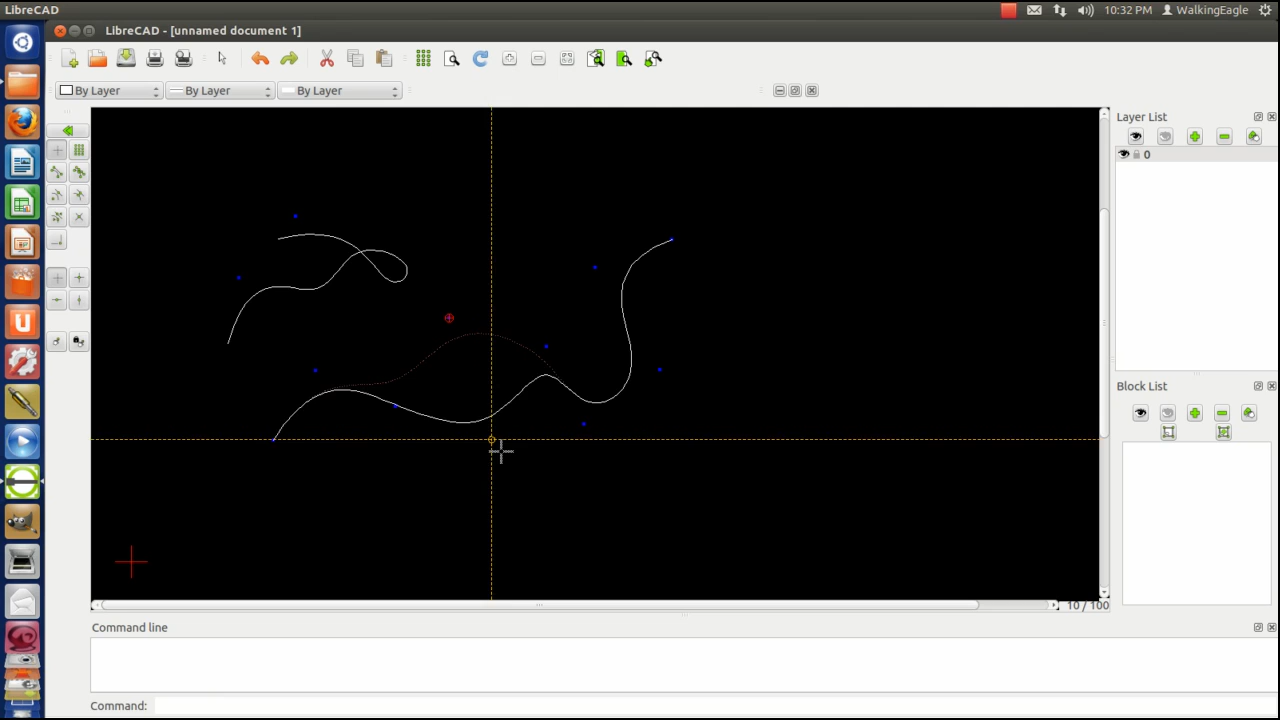 LibreCAD
10:32 PM
WalkingEagle
LibreCAD - [unnamed document 1]
By Layer
By Layer
By Layer
Layer List
0
Block List
10 / 100
Command line
Command: